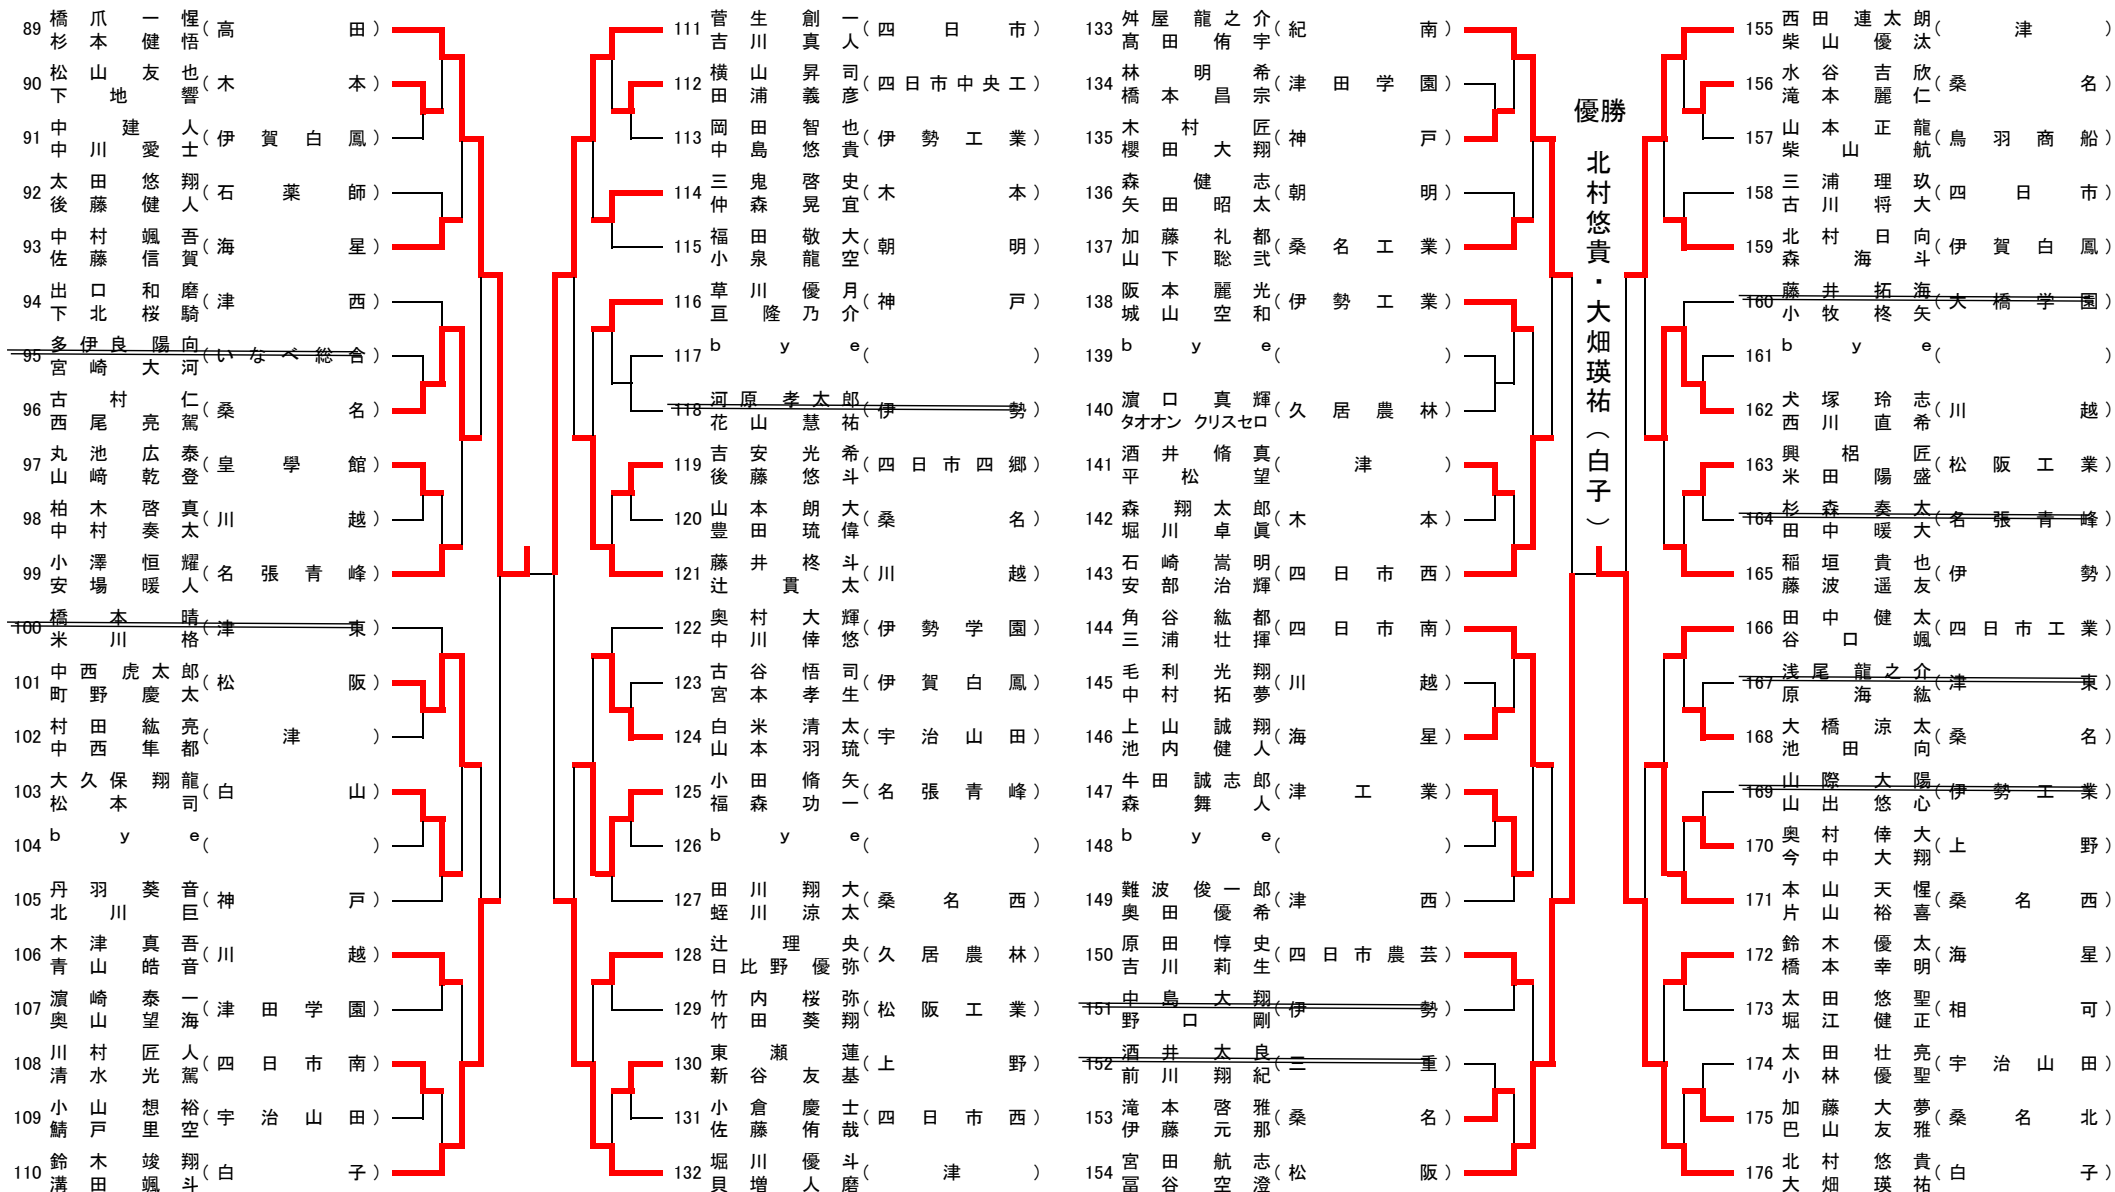 89 橋爪一惺 (高田)
杉本健悟
90 松山友也 (木本)
下地響
91 中建人 (伊賀白鳳)
中川愛士
92 太田悠翔 (石薬師)
後藤健人
93 中村颯吾 (海星)
佐藤信賀
94 出口和磨 (津西)
下北桜騎
95 多伊良陽向 (いなべ総合)
宮崎大河
96 古村仁 (桑名)
西尾亮駕
97 丸池広泰 (皇學館)
山﨑乾登
98 柏木啓真 (川越)
中村奏太
99 小澤恒耀 (名張青峰)
安場暖人
100 橋本晴 (津東)
米川格
101 中西虎太郎 (松阪)
町野慶太
102 村田紘亮 (津)
中西隼都
103 大久保翔龍 (白山)
松本司
104 bye ( )
105 丹羽葵音 (神戸)
北川巨
106 木津真吾 (川越)
青山皓音
107 濵崎泰一 (津田学園)
奥山望海
108 川村匠人 (四日市南)
清水光駕
109 小山想裕 (宇治山田)
鯖戸里空
110 鈴木竣翔 (白子)
溝田颯斗
111 菅生創一 (四日市)
吉川真人
112 横山昇司 (四日市中央工)
田浦義彦
113 岡田智也 (伊勢工業)
中島悠貴
114 三鬼啓史 (木本)
仲森晃宜
115 福田敬大 (朝明)
小泉龍空
116 草川優月 (神戸)
亘隆乃介
117 bye ( )
118 河原孝太郎 (伊勢)
花山慧祐
119 吉安光希 (四日市四郷)
後藤悠斗
120 山本朗大 (桑名)
豊田琉偉
121 藤井柊斗 (川越)
辻貫太
122 奥村大輝 (伊勢学園)
中川倖悠
123 古谷悟司 (伊賀白鳳)
宮本孝生
124 白米清太 (宇治山田)
山本羽琉
125 小田脩矢 (名張青峰)
福森功一
126 bye ( )
127 田川翔大 (桑名西)
蛭川涼太
128 辻理央 (久居農林)
日比野優弥
129 竹内桜弥 (松阪工業)
竹田葵翔
130 東瀬蓮 (上野)
新谷友基
131 小倉慶士 (四日市西)
佐藤侑哉
132 堀川優斗 (津)
貝増人磨
133 舛屋龍之介 (紀南)
髙田侑宇
134 林明希 (津田学園)
橋本昌宗
135 木村匠 (神戸)
櫻田大翔
136 森健志 (朝明)
矢田昭太
137 加藤礼都 (桑名工業)
山下聡弐
138 阪本麗光 (伊勢工業)
城山空和
139 bye ( )
140 濵口真輝 (久居農林)
タオオン クリスセロ
141 酒井脩真 (津)
平松望
142 森翔太郎 (木本)
堀川卓眞
143 石崎嵩明 (四日市西)
安部治輝
144 角谷紘都 (四日市南)
三浦壮揮
145 毛利光翔 (川越)
中村拓夢
146 上山誠翔 (海星)
池内健人
147 牛田誠志郎 (津工業)
森舞人
148 bye ( )
149 難波俊一郎 (津西)
奥田優希
150 原田惇史 (四日市農芸)
吉川莉生
151 中島大翔 (伊勢)
野口剛
152 酒井太良 (三重)
前川翔紀
153 滝本啓雅 (桑名)
伊藤元那
154 宮田航志 (松阪)
冨谷空澄
優勝
北村悠貴・大畑瑛祐(白子)
155 西田連太朗 (津)
柴山優汰
156 水谷吉欣 (桑名)
滝本麗仁
157 山本正龍 (鳥羽商船)
柴山航
158 三浦理玖 (四日市)
古川将大
159 北村日向 (伊賀白鳳)
森海斗
160 藤井拓海 (大橋学園)
小牧柊矢
161 bye ( )
162 犬塚玲志 (川越)
西川直希
163 興梠匠 (松阪工業)
米田陽盛
164 杉森奏太 (名張青峰)
田中暖大
165 稲垣貴也 (伊勢)
藤波遥友
166 田中健太 (四日市工業)
谷口颯
167 浅尾龍之介 (津東)
原海紘
168 大橋涼太 (桑名)
池田向
169 山際大陽 (伊勢工業)
山出悠心
170 奥村倖大 (上野)
今中大翔
171 本山天惺 (桑名西)
片山裕喜
172 鈴木優太 (海星)
橋本幸明
173 太田悠聖 (相可)
堀江健正
174 太田壮亮 (宇治山田)
小林優聖
175 加藤大夢 (桑名北)
巴山友雅
176 北村悠貴 (白子)
大畑瑛祐